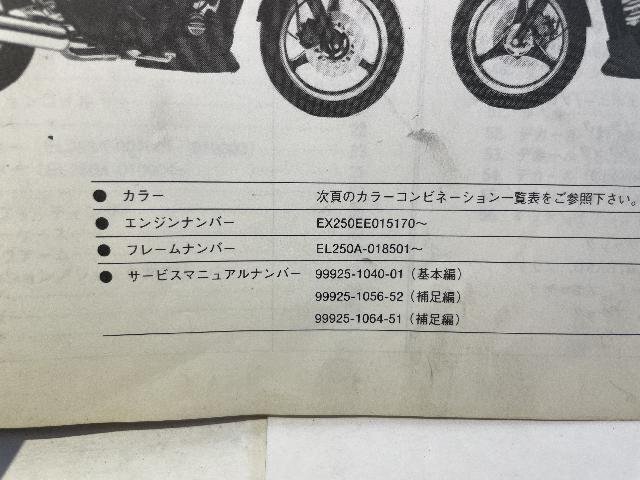 ● カラー 次頁のカラーコンビネーション一覧表をご参照下さい。
● エンジンナンバー EX250EE015170〜
● フレームナンバー EL250A-018501〜
● サービスマニュアルナンバー 99925-1040-01（基本編）
99925-1056-52（補足編）
99925-1064-51（補足編）